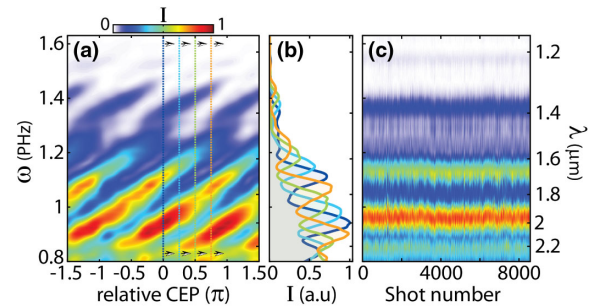 I
0 1
(a) (b) (c)
1.6
1.4
1.2
1
0.8
ω (PHz)
-1.5 -1 -0.5 0 0.5 1 1.5
relative CEP (π)
0 0.5 1
I (a.u)
0 4000 8000
Shot number
1.2
1.4
1.6
1.8
2
2.2
λ (μm)